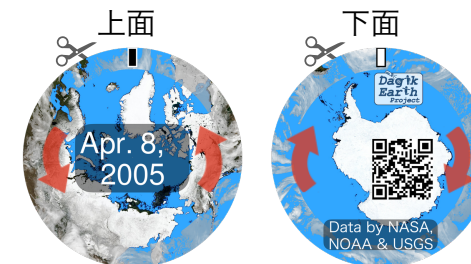 上面
下面
Apr. 8,
2005
Dagik
Earth
Project
Data by NASA,
NOAA & USGS